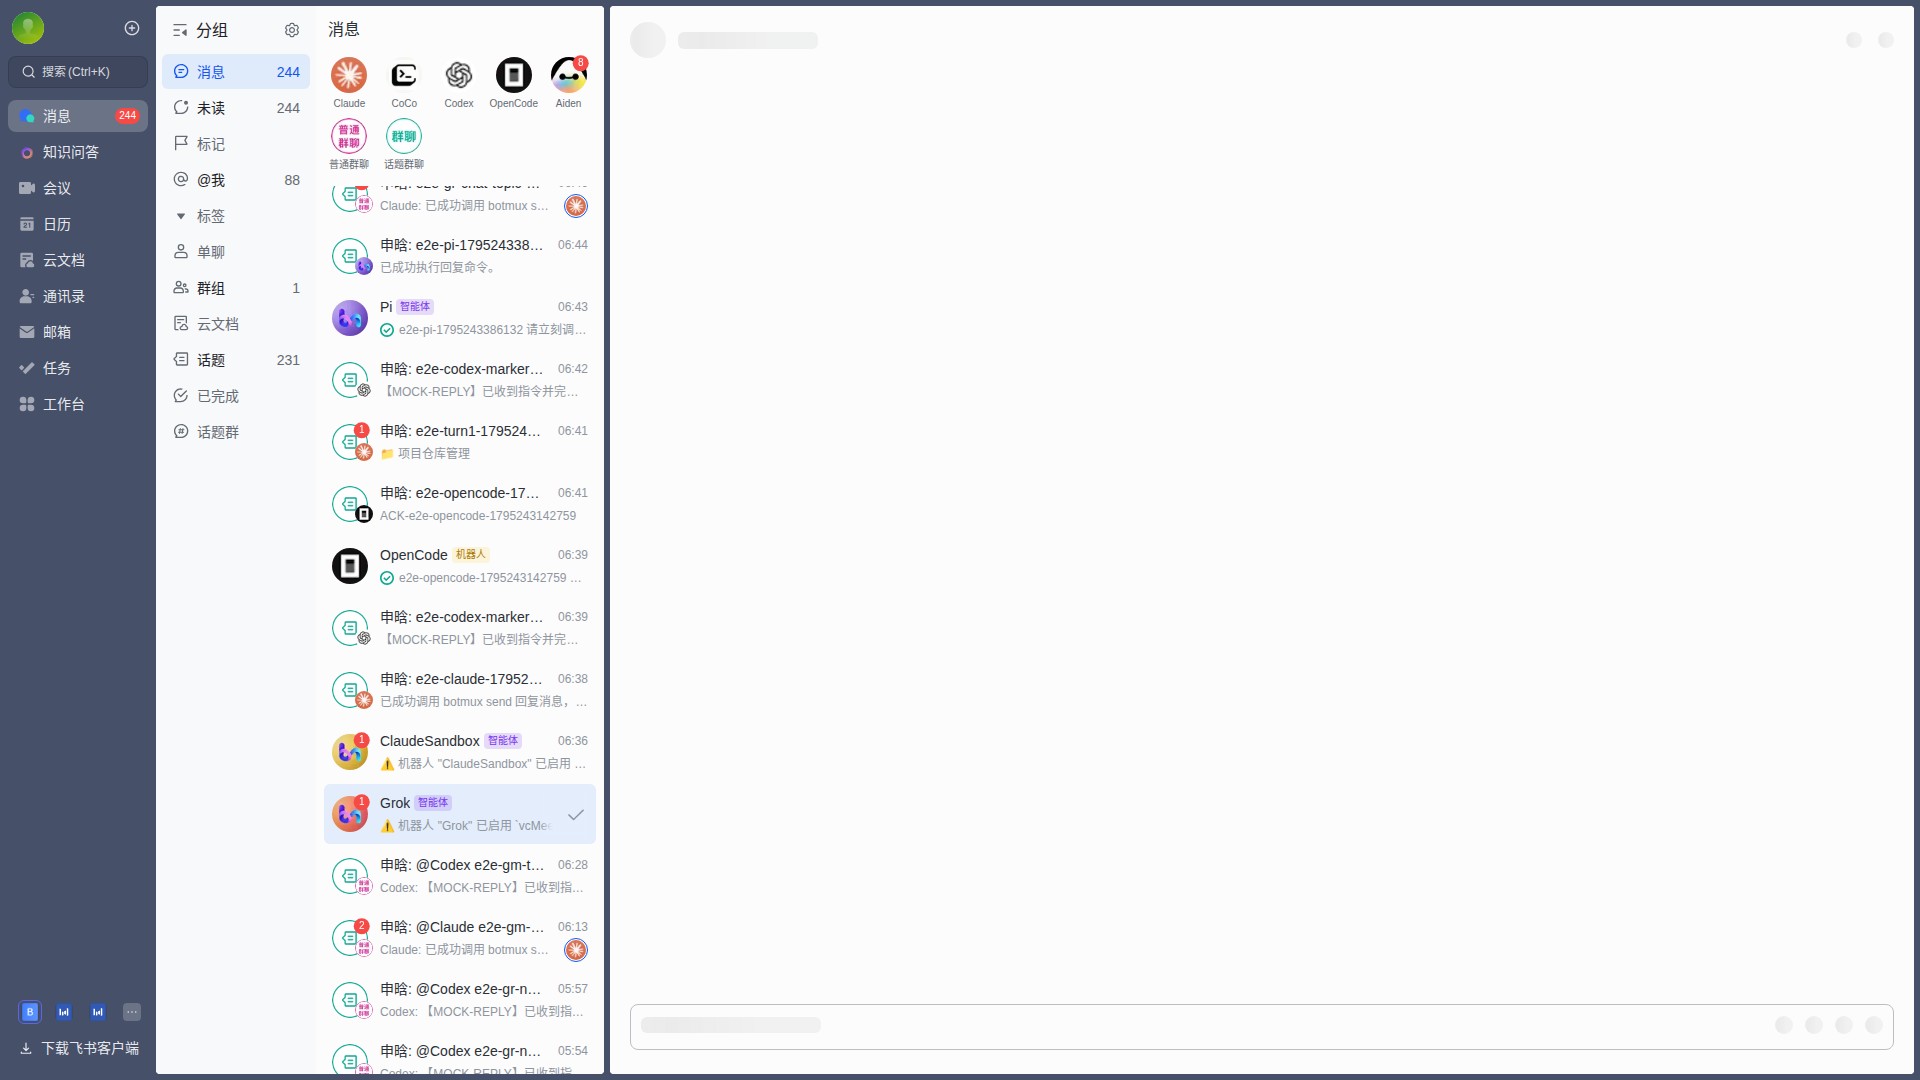 搜索 (Ctrl+K)
消息 244
知识问答
会议
日历
云文档
通讯录
邮箱
任务
工作台
下载飞书客户端
分组
消息 244
未读 244
标记
@我 88
标签
单聊
群组 1
云文档
话题 231
已完成
话题群
消息
Claude
CoCo
Codex
OpenCode
8
Aiden
普通群聊
普通群聊
群聊
话题群聊
Claude: 已成功调用 botmux s…
申晗: e2e-pi-179524338… 06:44
已成功执行回复命令。
Pi 智能体 06:43
e2e-pi-1795243386132 请立刻调…
申晗: e2e-codex-marker… 06:42
【MOCK-REPLY】已收到指令并完…
1
申晗: e2e-turn1-179524… 06:41
📁 项目仓库管理
申晗: e2e-opencode-17… 06:41
ACK-e2e-opencode-1795243142759
OpenCode 机器人 06:39
e2e-opencode-1795243142759 …
申晗: e2e-codex-marker… 06:39
【MOCK-REPLY】已收到指令并完…
申晗: e2e-claude-17952… 06:38
已成功调用 botmux send 回复消息，…
1
ClaudeSandbox 智能体 06:36
⚠️ 机器人 "ClaudeSandbox" 已启用 …
1
Grok 智能体
⚠️ 机器人 "Grok" 已启用 `vcMee
申晗: @Codex e2e-gm-t… 06:28
Codex: 【MOCK-REPLY】已收到指…
2
申晗: @Claude e2e-gm-… 06:13
Claude: 已成功调用 botmux s…
申晗: @Codex e2e-gr-n… 05:57
Codex: 【MOCK-REPLY】已收到指…
申晗: @Codex e2e-gr-n… 05:54
Codex: 【MOCK-REPLY】已收到指…